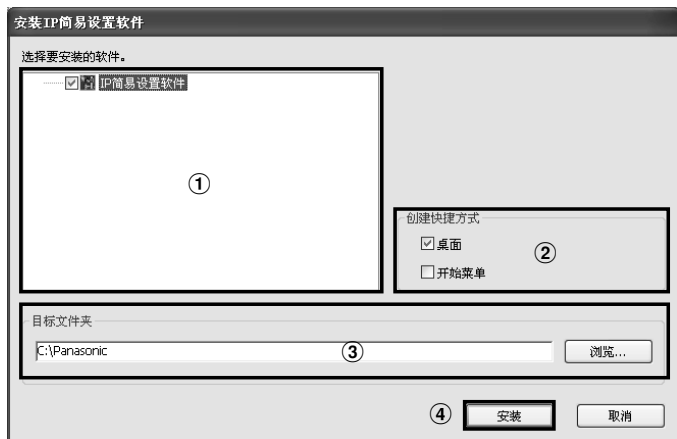 安装IP简易设置软件
选择要安装的软件。
IP简易设置软件
①
创建快捷方式
桌面
②
开始菜单
目标文件夹
C:\Panasonic
③
浏览...
④
安装
取消